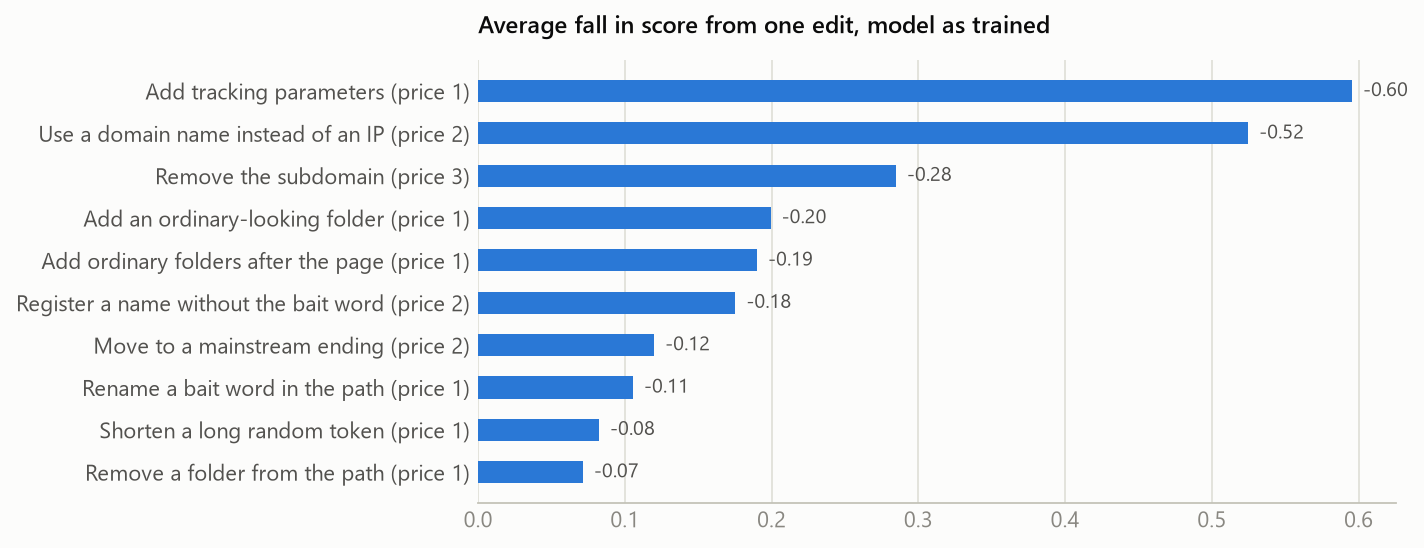 Average fall in score from one edit, model as trained
Add tracking parameters (price 1) -0.60
Use a domain name instead of an IP (price 2) -0.52
Remove the subdomain (price 3) -0.28
Add an ordinary-looking folder (price 1) -0.20
Add ordinary folders after the page (price 1) -0.19
Register a name without the bait word (price 2) -0.18
Move to a mainstream ending (price 2) -0.12
Rename a bait word in the path (price 1) -0.11
Shorten a long random token (price 1) -0.08
Remove a folder from the path (price 1) -0.07
0.0 0.1 0.2 0.3 0.4 0.5 0.6